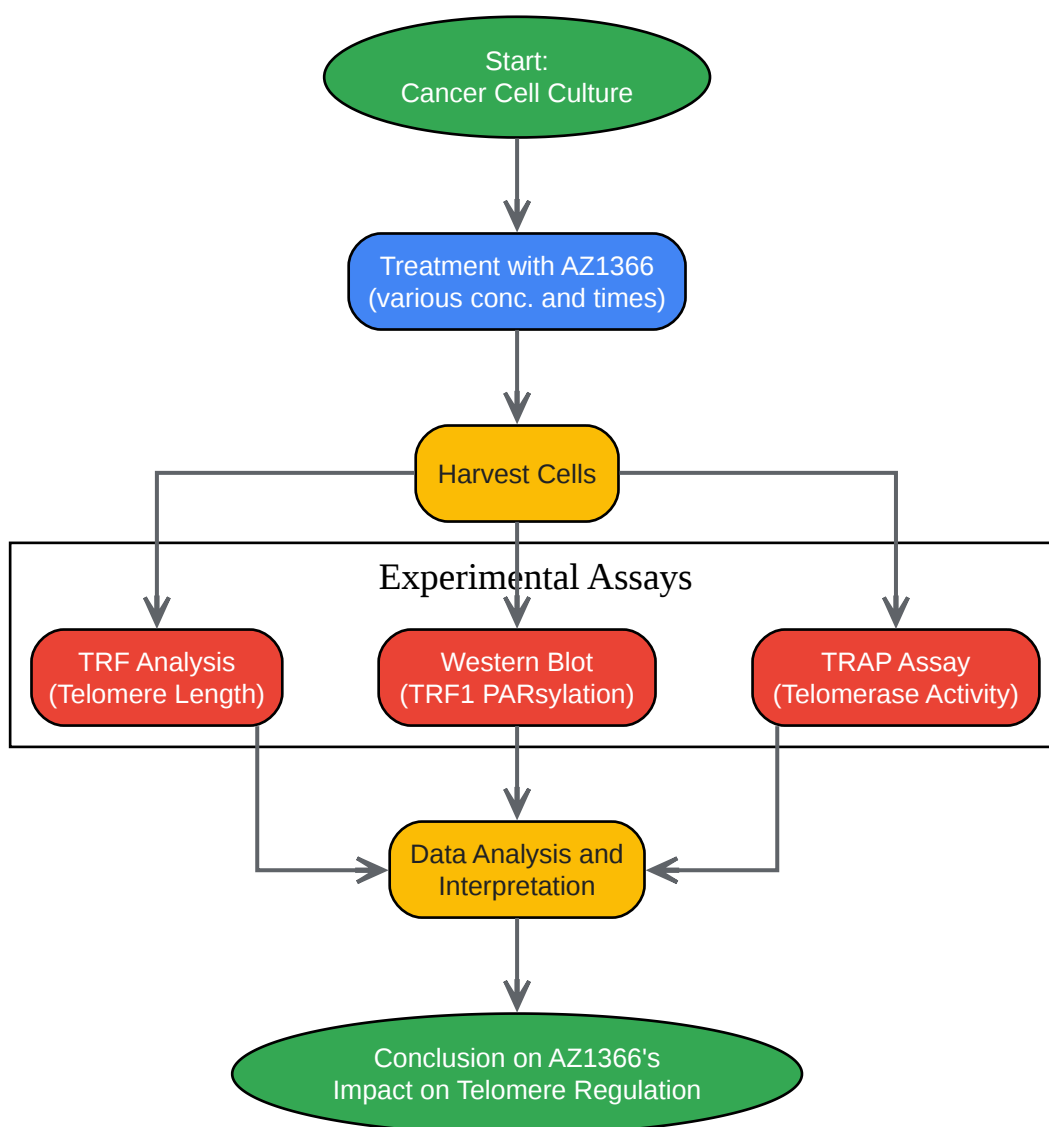 Start:
Cancer Cell Culture
Treatment with AZ1366
(various conc. and times)
Harvest Cells
Experimental Assays
TRF Analysis
(Telomere Length)
Western Blot
(TRF1 PARsylation)
TRAP Assay
(Telomerase Activity)
Data Analysis and
Interpretation
Conclusion on AZ1366's
Impact on Telomere Regulation